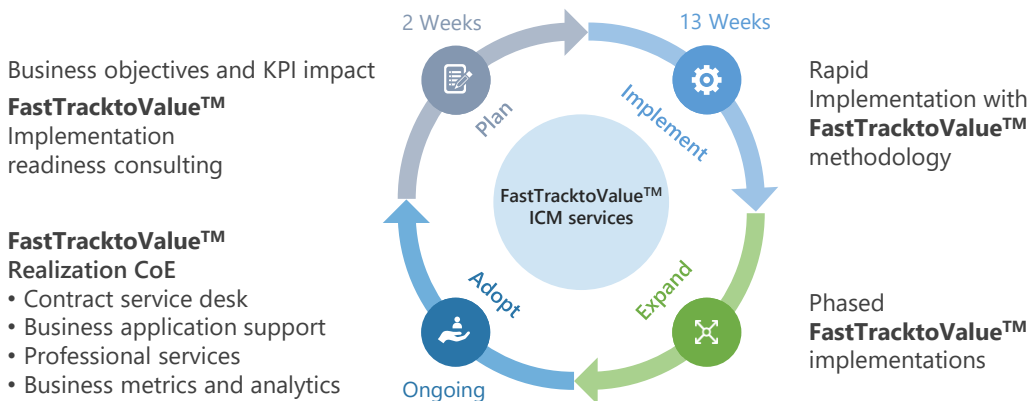 2 Weeks
13 Weeks
Business objectives and KPI impact
FastTracktoValue™
Implementation
readiness consulting
Plan
Implement
Rapid
Implementation with
FastTracktoValue™
methodology
FastTracktoValue™
ICM services
FastTracktoValue™
Realization CoE
• Contract service desk
• Business application support
• Professional services
• Business metrics and analytics
Adopt
Expand
Phased
FastTracktoValue™
implementations
Ongoing